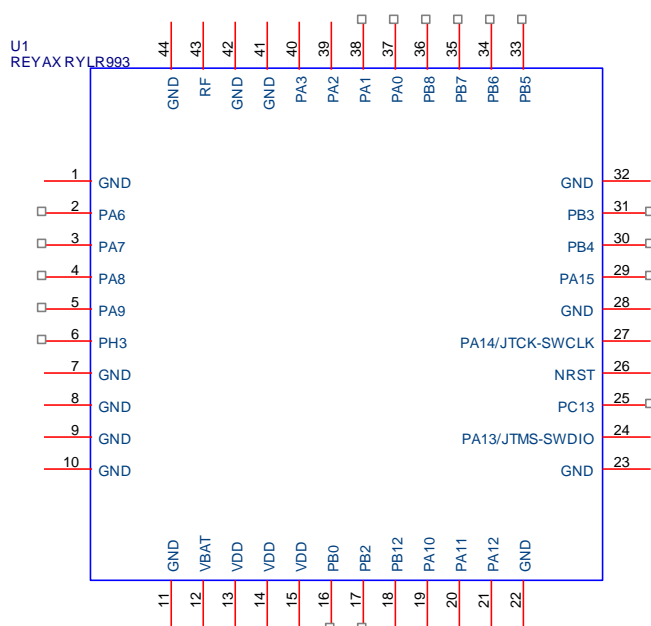 U1
REYAX RYLR993
44 43 42 41 40 39 38 37 36 35 34 33
GND RF GND GND PA3 PA2 PA1 PA0 PB8 PB7 PB6 PB5
1 GND GND 32
2 PA6 PB3 31
3 PA7 PB4 30
4 PA8 PA15 29
5 PA9 GND 28
6 PH3 PA14/JTCK-SWCLK 27
7 GND NRST 26
8 GND PC13 25
9 GND PA13/JTMS-SWDIO 24
10 GND GND 23
GND VBAT VDD VDD VDD PB0 PB2 PB12 PA10 PA11 PA12 GND
11 12 13 14 15 16 17 18 19 20 21 22